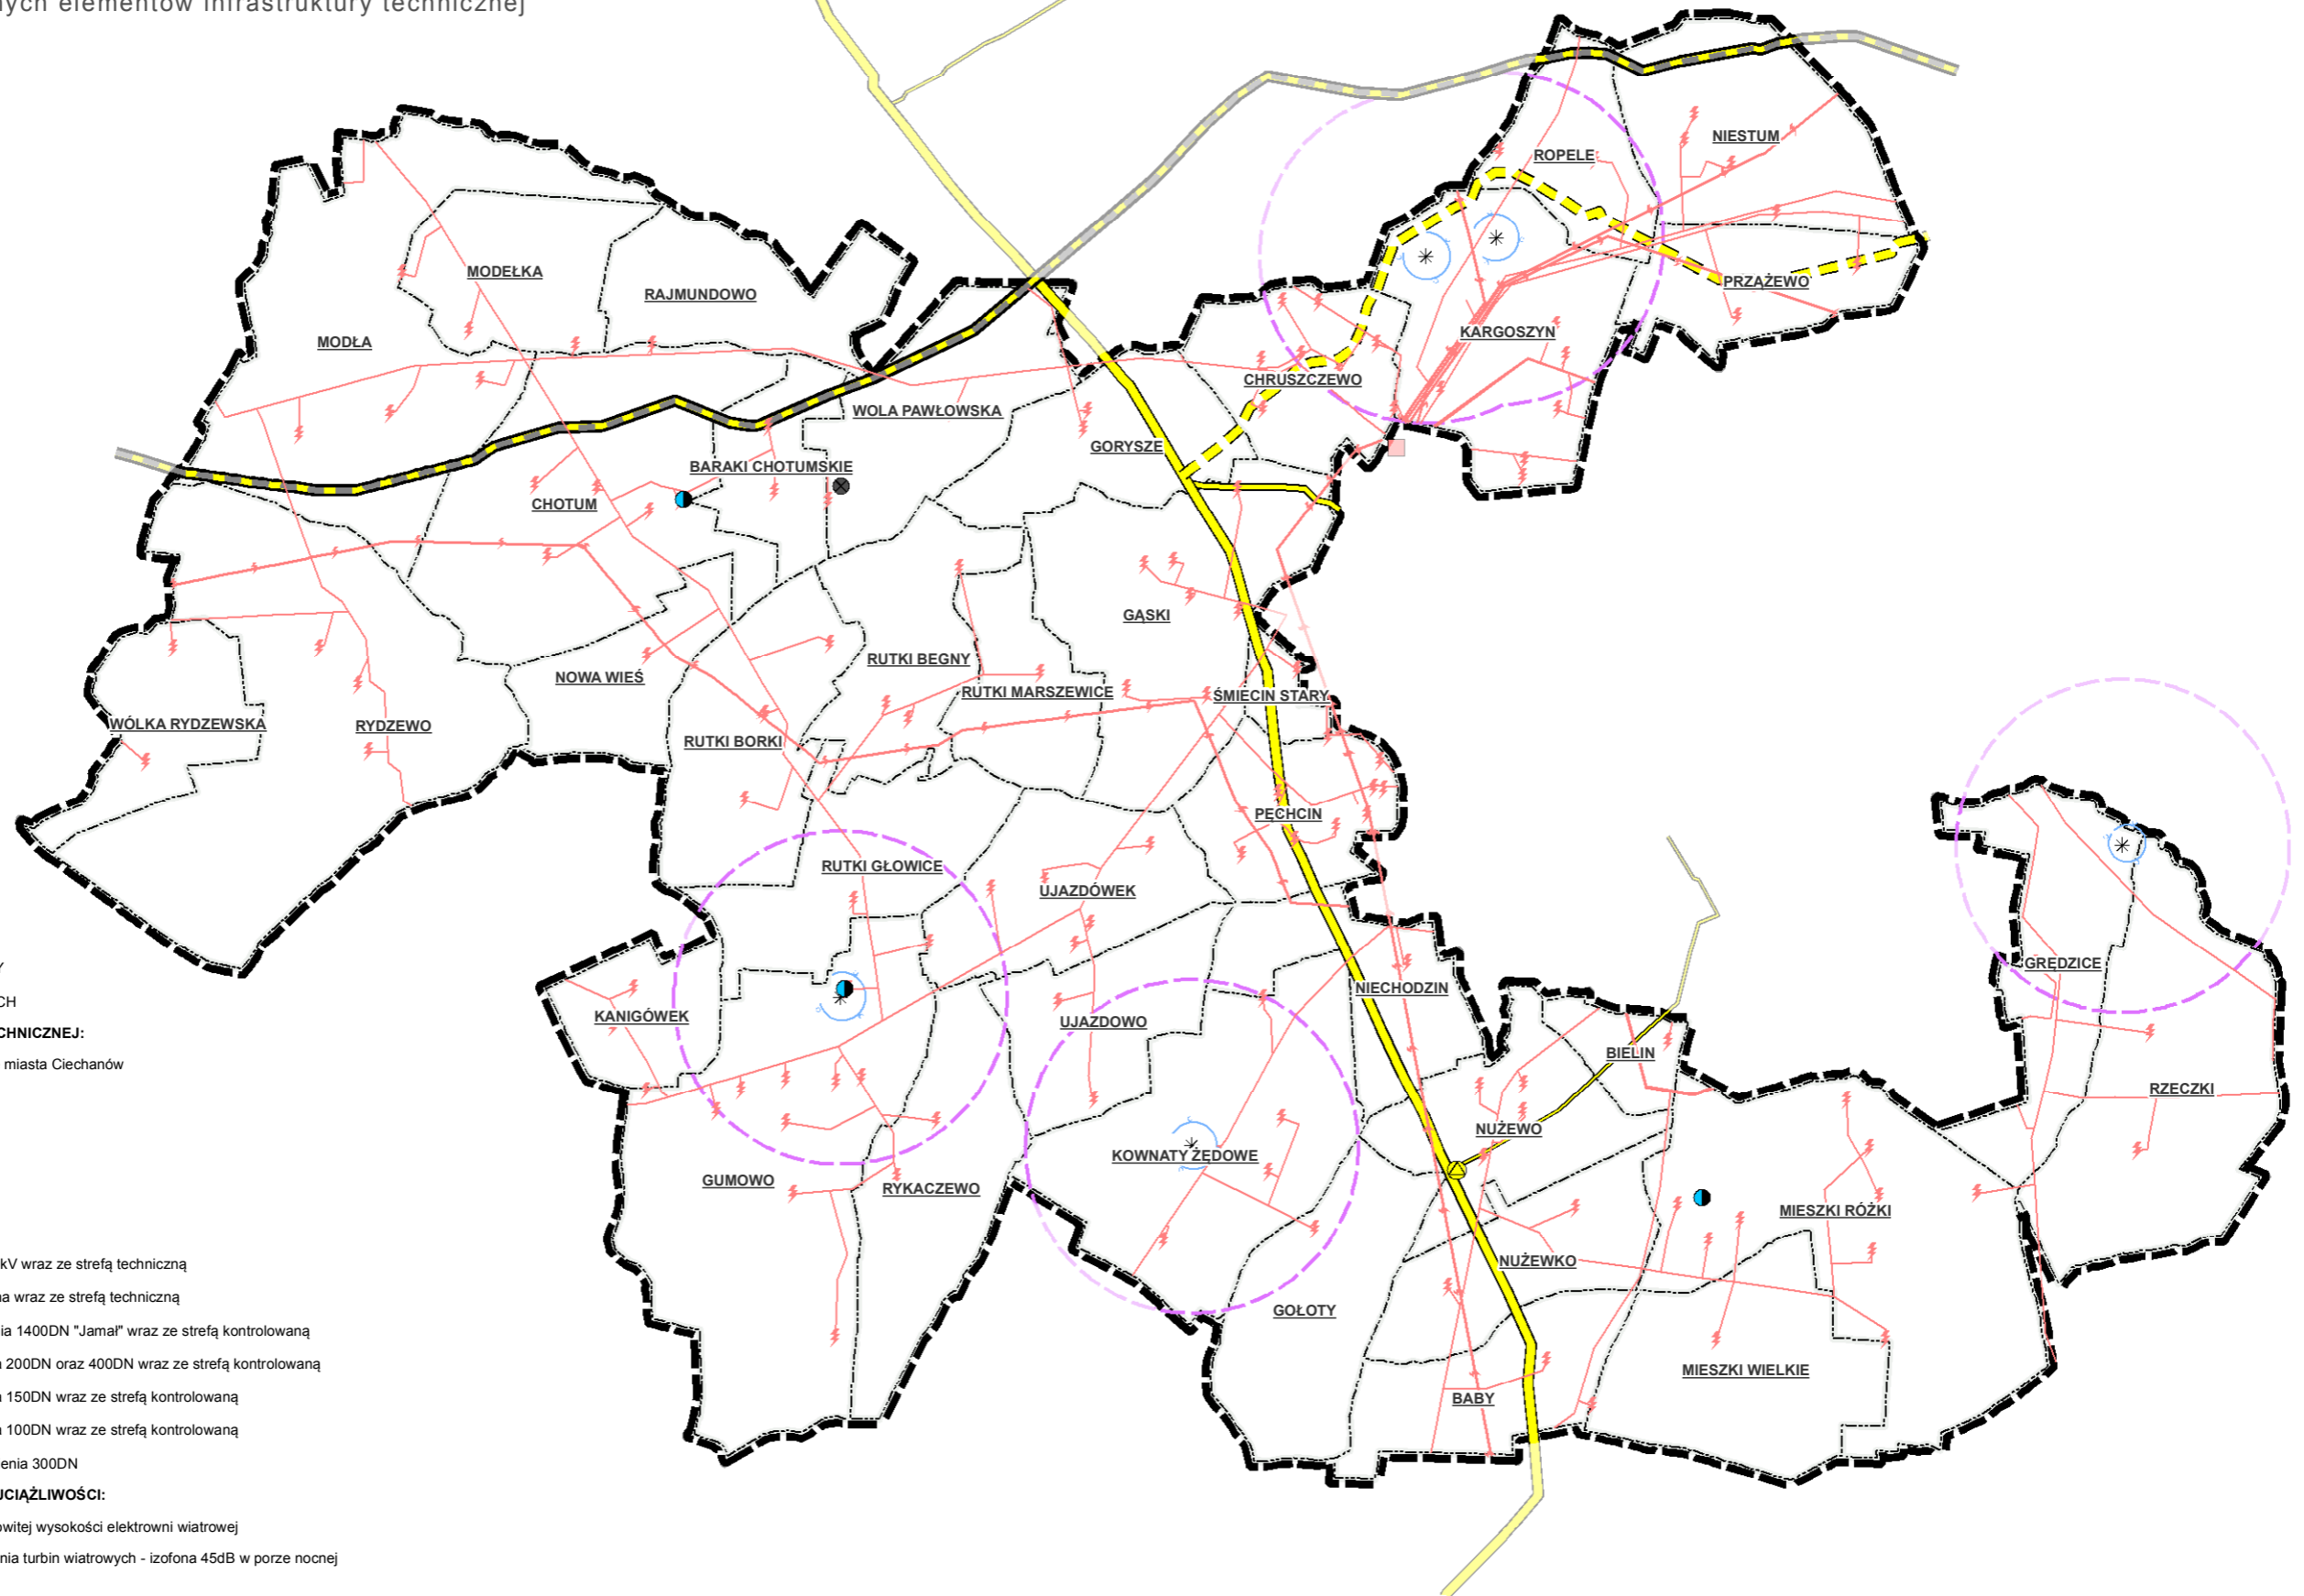 nych elementów infrastruktury technicznej
NIESTUM
ROPELE
MODEŁKA
RAJMUNDOWO
PRZĄŻEWO
KARGOSZYN
MODŁA
CHRUSZCZEWO
WOLA PAWŁOWSKA
GORYSZE
BARAKI CHOTUMSKIE
CHOTUM
GĄSKI
RUTKI BEGNY
NOWA WIEŚ
RUTKI MARSZEWICE
ŚMIECIN STARY
WÓLKA RYDZEWSKA
RYDZEWO
RUTKI BORKI
PĘCHCIN
RUTKI GŁOWICE
UJAZDÓWEK
GRĘDZICE
NIECHODZIN
KANIGÓWEK
UJAZDOWO
BIELIN
RZECZKI
NUŻEWO
KOWNATY ŻĘDOWE
GUMOWO
RYKACZEWO
MIESZKI RÓŻKI
NUŻEWKO
GOŁOTY
MIESZKI WIELKIE
BABY
Y
CH
CHNICZNEJ:
miasta Ciechanów
kV wraz ze strefą techniczną
na wraz ze strefą techniczną
ia 1400DN "Jamał" wraz ze strefą kontrolowaną
a 200DN oraz 400DN wraz ze strefą kontrolowaną
a 150DN wraz ze strefą kontrolowaną
a 100DN wraz ze strefą kontrolowaną
enia 300DN
UCIĄŻLIWOŚCI:
owitej wysokości elektrowni wiatrowej
nia turbin wiatrowych - izofona 45dB w porze nocnej